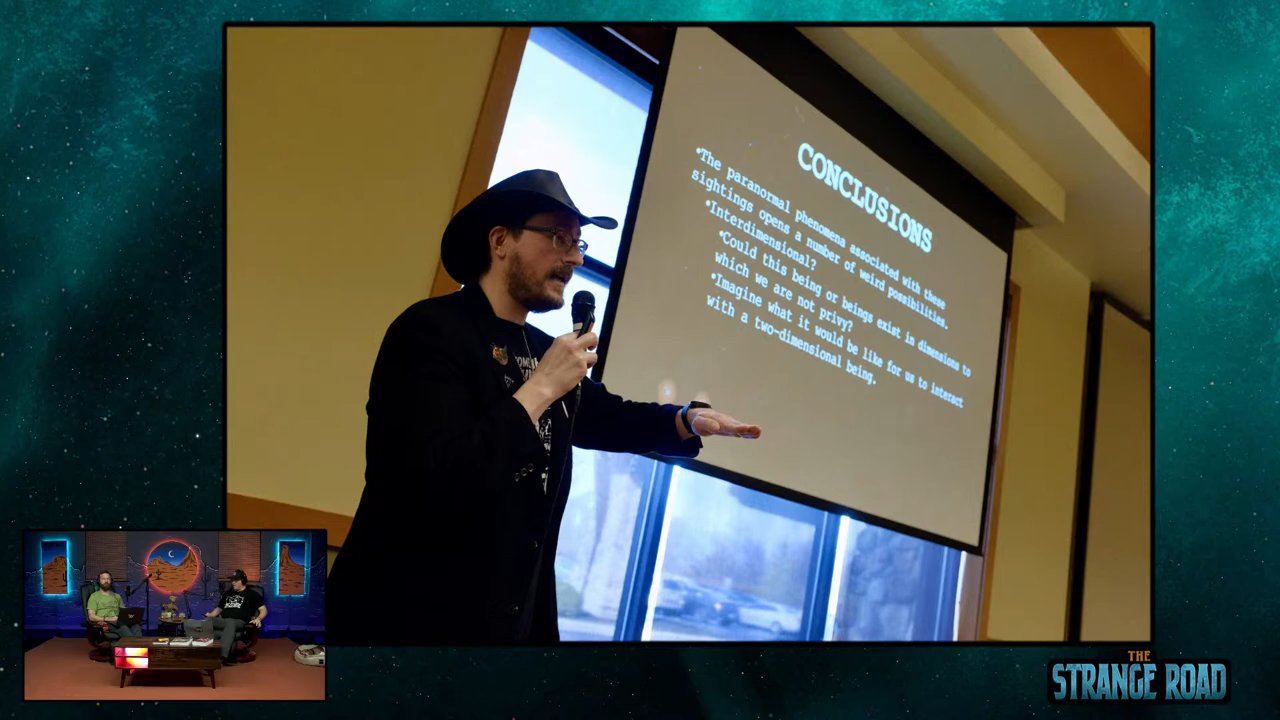 CONCLUSIONS
•The paranormal phenomena associated with these
sightings opens a number of weird possibilities.
•Interdimensional?
•Could this being or beings exist in dimensions to
which we are not privy?
•Imagine what it would be like for us to interact
with a two-dimensional being.
THE
STRANGE ROAD